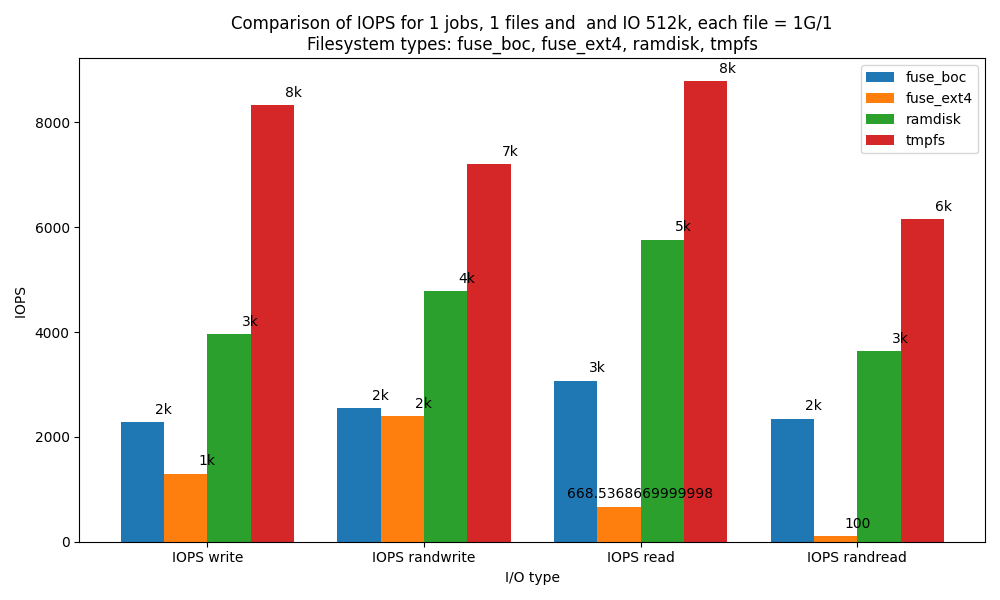 Comparison of IOPS for 1 jobs, 1 files and  and IO 512k, each file = 1G/1
Filesystem types: fuse_boc, fuse_ext4, ramdisk, tmpfs
fuse_boc
fuse_ext4
ramdisk
tmpfs
IOPS
8000
6000
4000
2000
0
2k
1k
3k
8k
2k
2k
4k
7k
3k
668.5368669999998
5k
8k
2k
100
3k
6k
IOPS write
IOPS randwrite
IOPS read
IOPS randread
I/O type